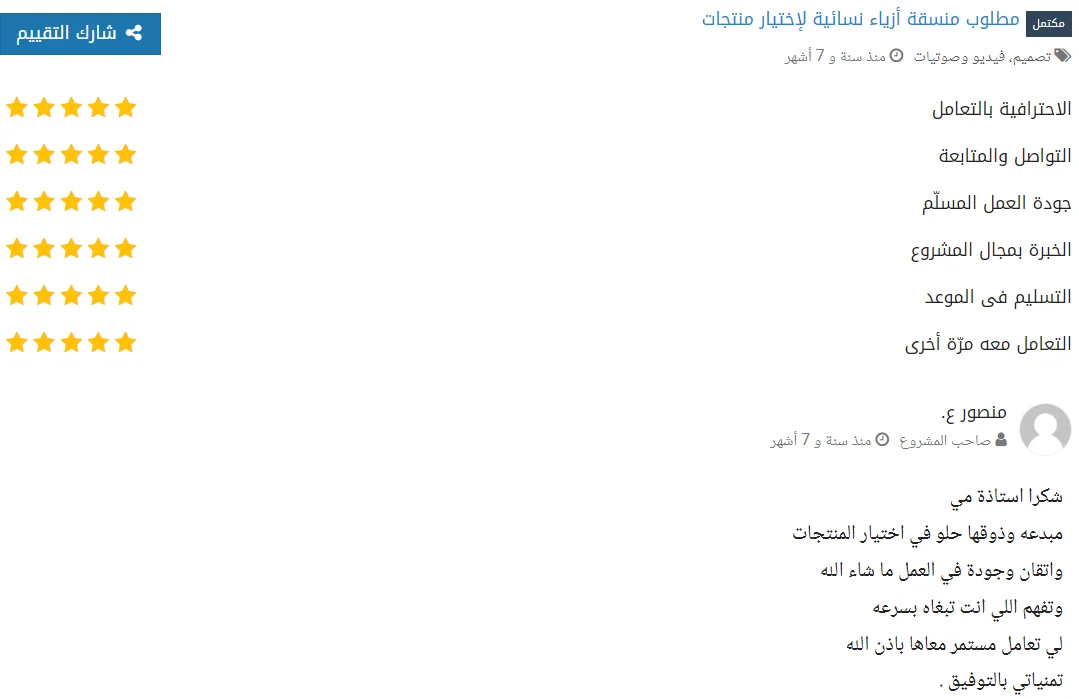 مكتمل مطلوب منسقة أزياء نسائية لإختيار منتجات
شارك التقييم
تصميم، فيديو وصوتيات منذ سنة و 7 أشهر
الاحترافية بالتعامل
التواصل والمتابعة
جودة العمل المسلّم
الخبرة بمجال المشروع
التسليم فى الموعد
التعامل معه مرّة أخرى
منصور ع.
صاحب المشروع منذ سنة و 7 أشهر
شكرا استاذة مي
مبدعه وذوقها حلو في اختيار المنتجات
واتقان وجودة في العمل ما شاء الله
وتفهم اللي انت تبغاه بسرعه
لي تعامل مستمر معاها باذن الله
تمنياتي بالتوفيق .